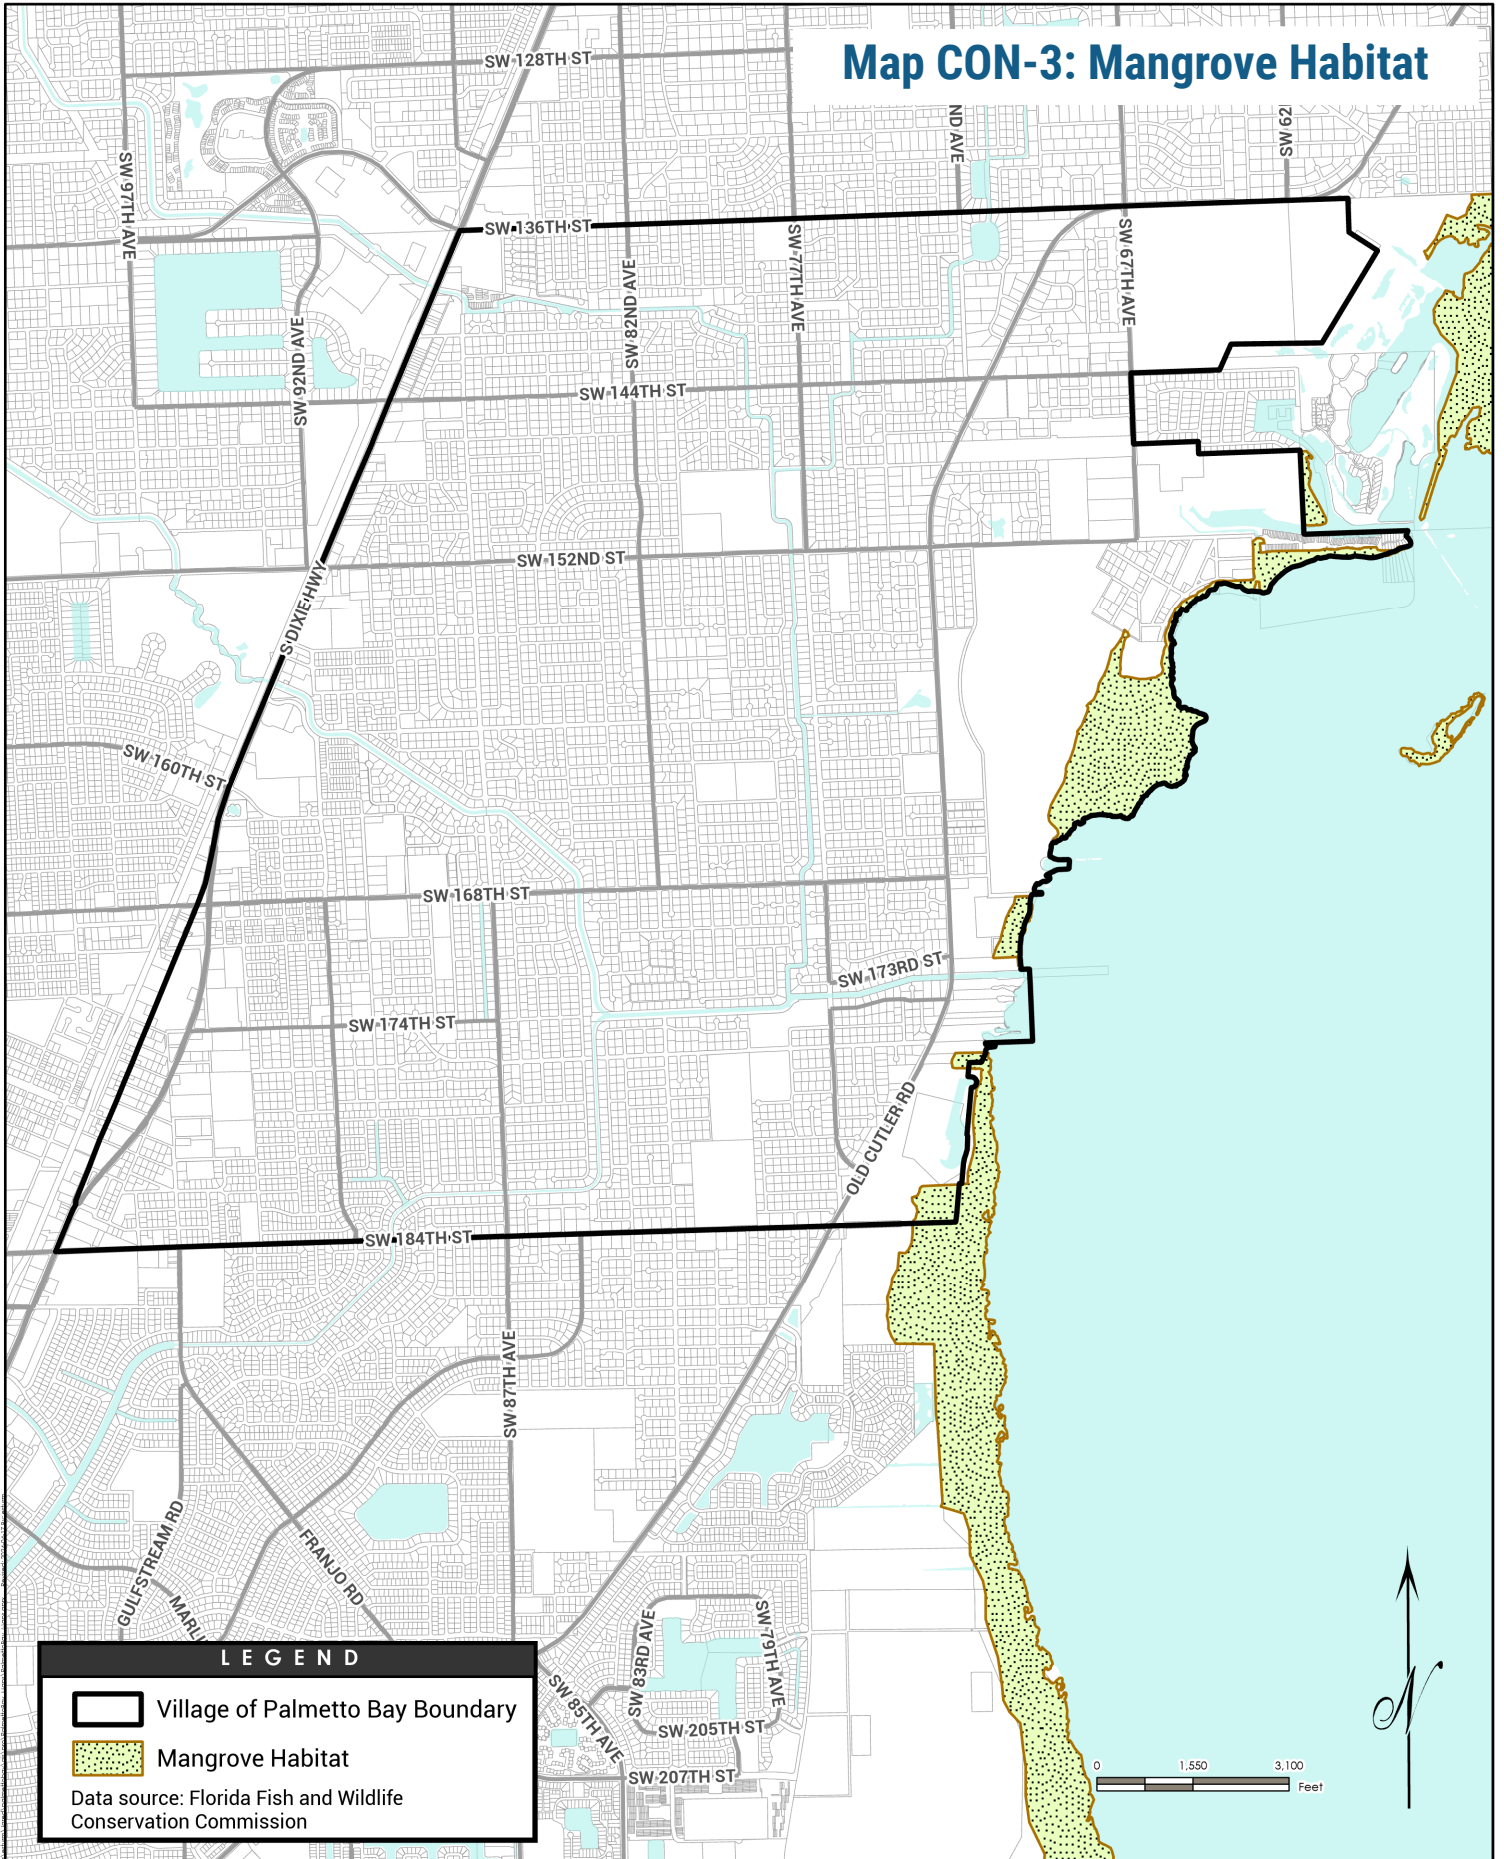 Map CON-3: Mangrove Habitat
SW 128TH ST
ND AVE
SW 62
SW 97TH AVE
SW 136TH ST
SW 77TH AVE
SW 67TH AVE
SW 82ND AVE
SW 92ND AVE
SW 144TH ST
SW 152ND ST
S DIXIE HWY
SW 160TH ST
SW 168TH ST
SW 173RD ST
SW 174TH ST
OLD CUTLER RD
SW 184TH ST
SW 87TH AVE
GULFSTREAM RD
FRANJO RD
MARLI
SW 83RD AVE
SW 79TH AVE
SW 85TH AVE
SW 205TH ST
SW 207TH ST
LEGEND
Village of Palmetto Bay Boundary
Mangrove Habitat
Data source: Florida Fish and Wildlife
Conservation Commission
0 1,550 3,100
Feet
N